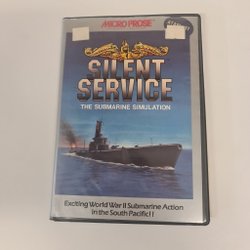 MICRO PROSE
SILENT
SERVICE
THE SUBMARINE SIMULATION
Exciting World War II Submarine Action
in the South Pacific!!